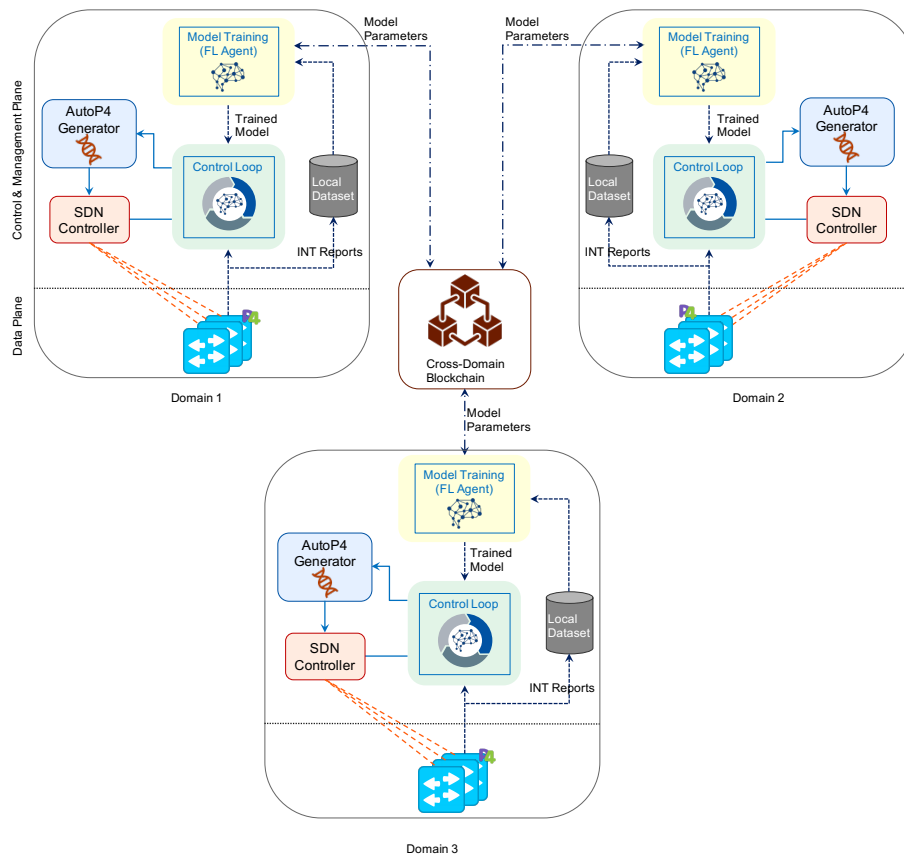 Control & Management Plane
Data Plane
Model Training
(FL Agent)
AutoP4
Generator
Trained
Model
Control Loop
Local
Dataset
SDN
Controller
INT Reports
P4
Domain 1
Model
Parameters
Model
Parameters
Cross-Domain
Blockchain
Model Training
(FL Agent)
Trained
Model
AutoP4
Generator
Control Loop
Local
Dataset
SDN
Controller
INT Reports
P4
Domain 2
Model
Parameters
Model Training
(FL Agent)
AutoP4
Generator
Trained
Model
Control Loop
Local
Dataset
SDN
Controller
INT Reports
P4
Domain 3